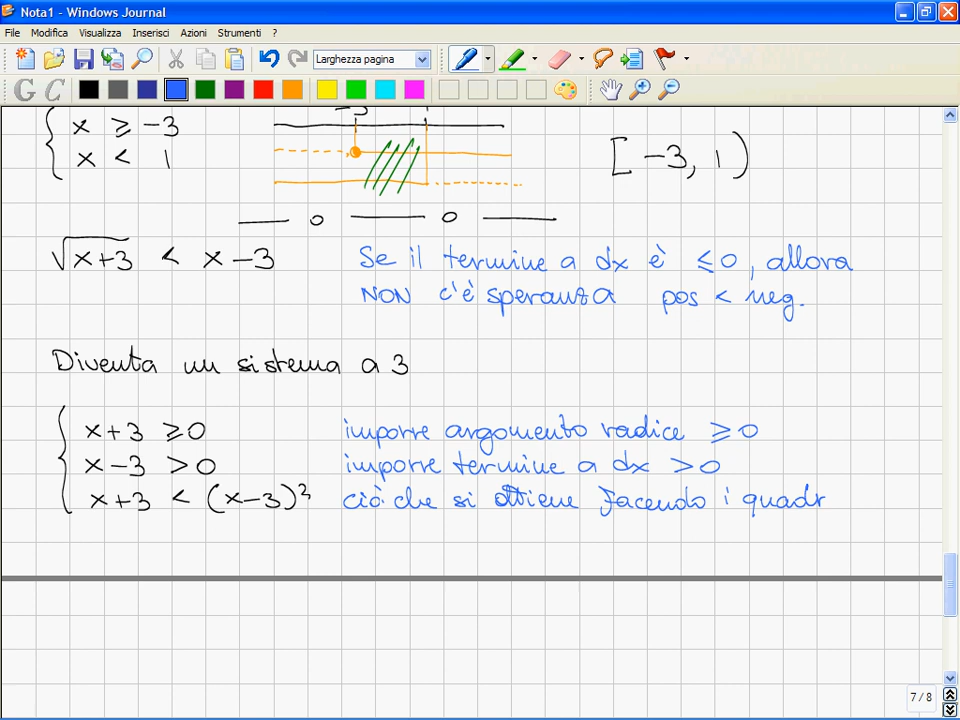 Nota1 - Windows Journal
File Modifica Visualizza Inserisci Azioni Strumenti ?
Larghezza pagina
G C
-3 1
x ≥ -3
x < 1
[-3, 1)
√x+3 < x-3 Se il termine a dx è ≤0, allora
NON c'è speranza pos < neg.
Diventa un sistema a 3
x+3 ≥0 imporre argomento radice ≥0
x-3 >0 imporre termine a dx >0
x+3 < (x-3)² ciò che si ottiene facendo i quadr
7 / 8